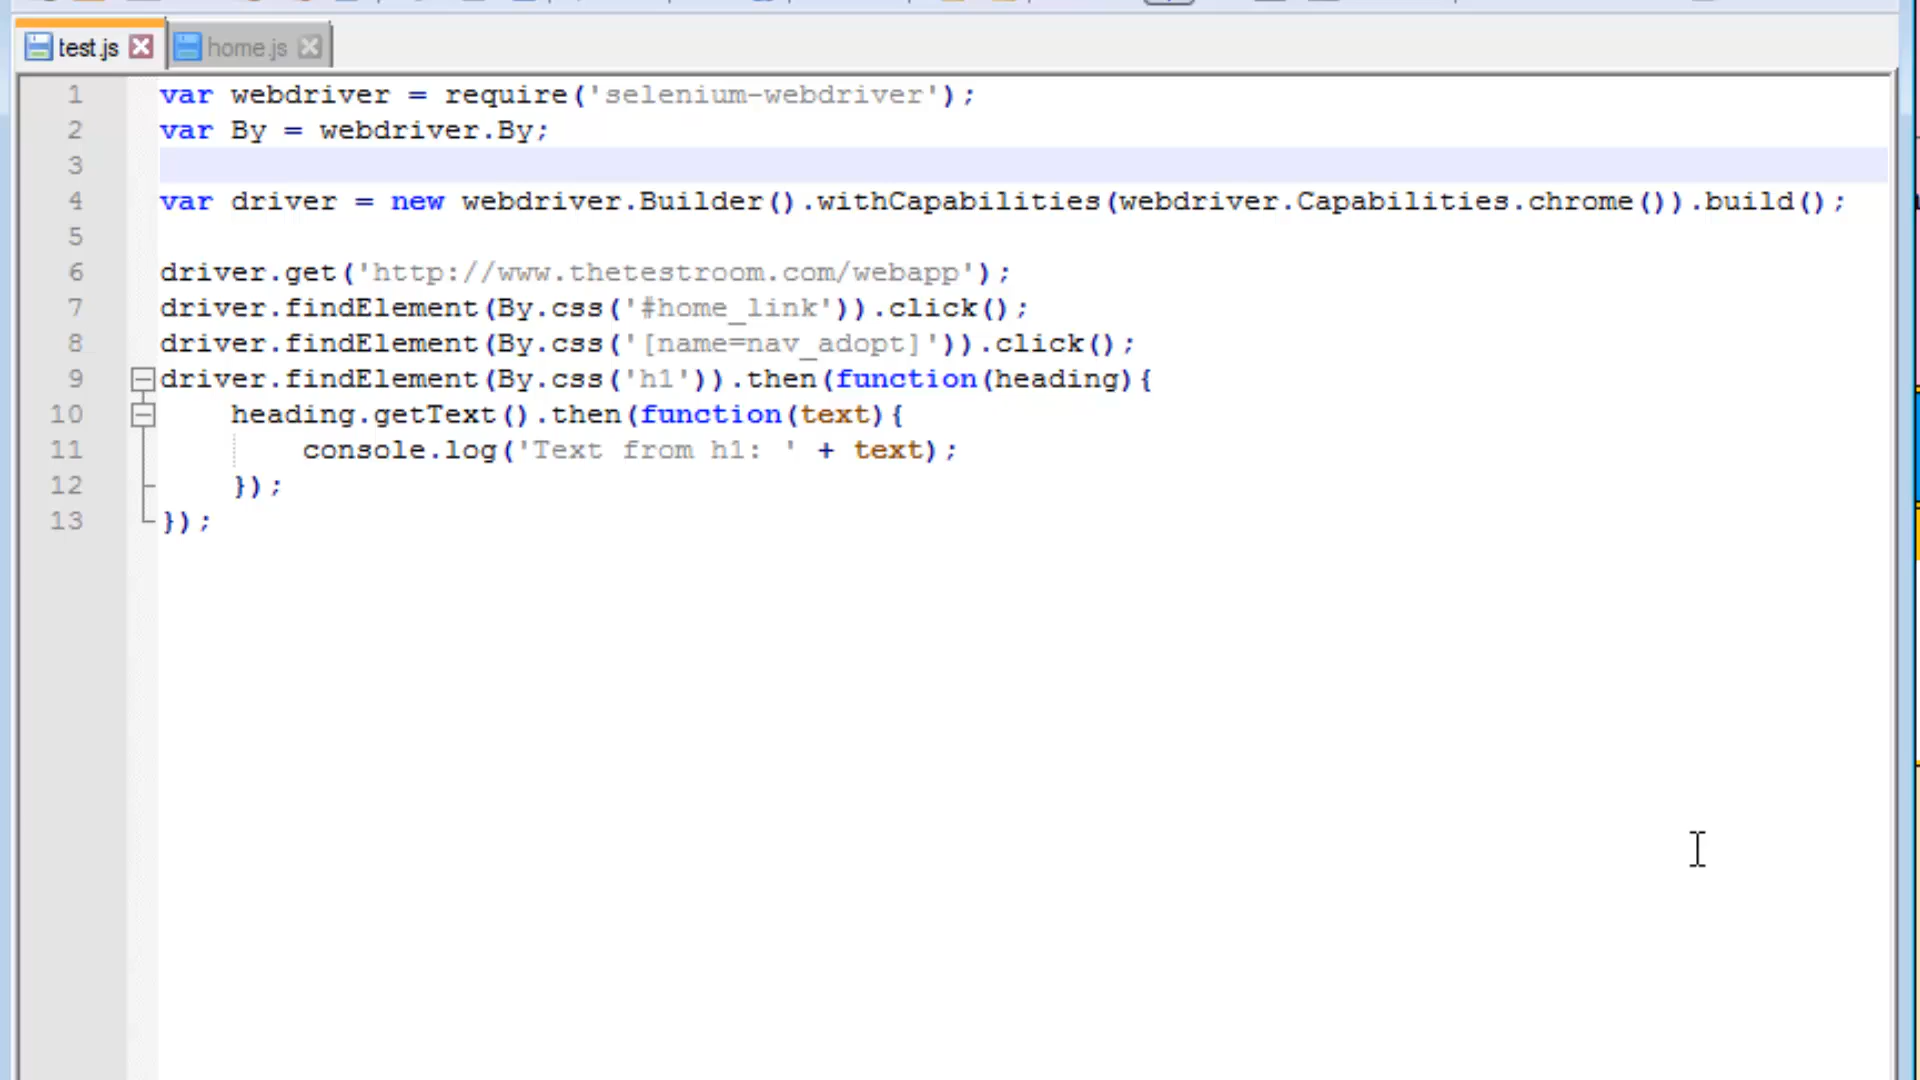 test.js home.js
1 var webdriver = require('selenium-webdriver');
2 var By = webdriver.By;
3
4 var driver = new webdriver.Builder().withCapabilities(webdriver.Capabilities.chrome()).build();
5
6 driver.get('http://www.thetestroom.com/webapp');
7 driver.findElement(By.css('#home_link')).click();
8 driver.findElement(By.css('[name=nav_adopt]')).click();
9 driver.findElement(By.css('h1')).then(function(heading){
10     heading.getText().then(function(text){
11         console.log('Text from h1: ' + text);
12     });
13 });